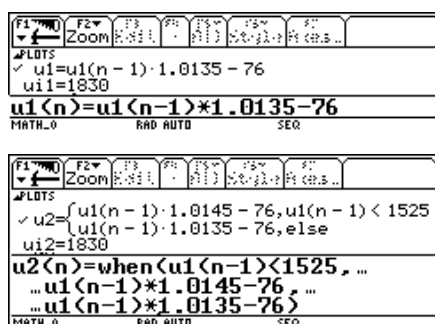 F1 F2
Zoom
PLOTS
✓ u1=u1(n - 1)·1.0135 - 76
ui1=1830
u1(n)=u1(n-1)*1.0135-76
MATH_0 RAD AUTO SEQ
F1 F2
Zoom
PLOTS
✓ u2={u1(n - 1)·1.0145 - 76,u1(n - 1) < 1525
u1(n - 1)·1.0135 - 76,else
ui2=1830
u2(n)=when(u1(n-1)<1525,…
…u1(n-1)*1.0145-76,…
…u1(n-1)*1.0135-76)
MATH_0 RAD AUTO SEQ